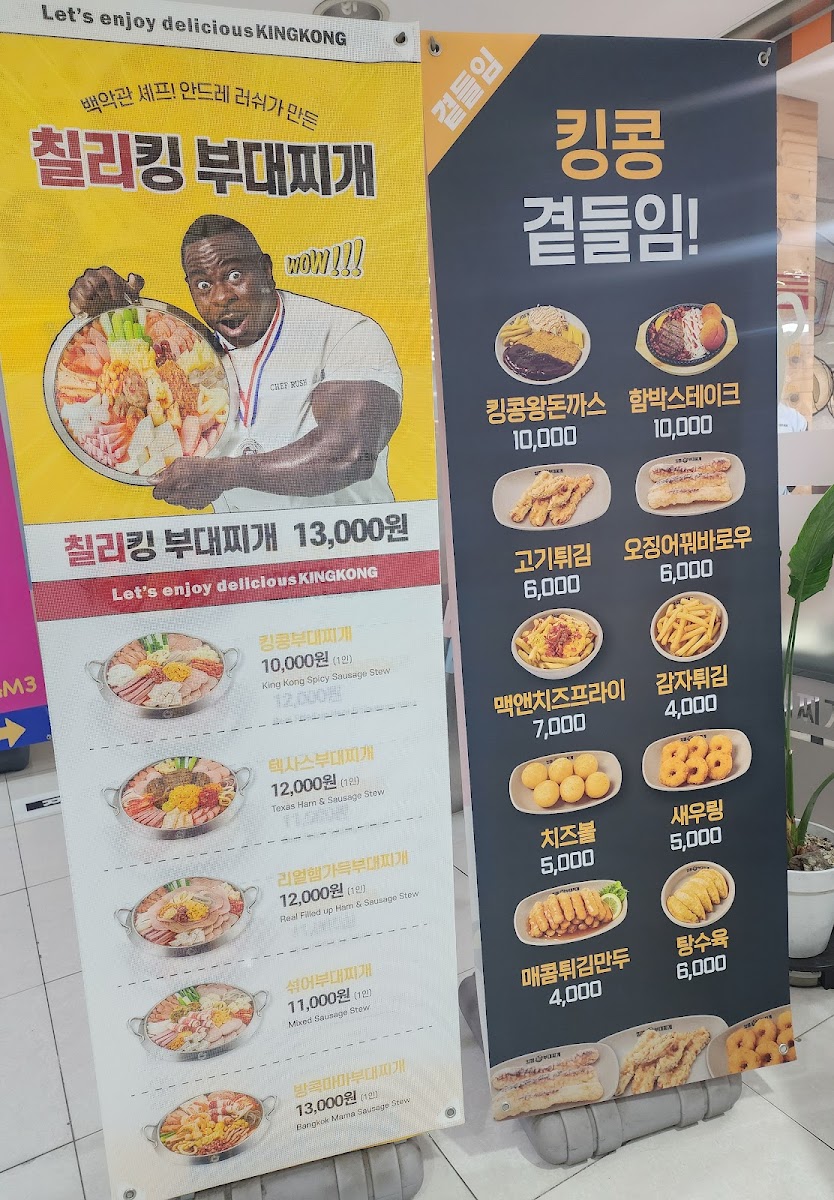 Let's enjoy delicious KINGKONG
백악관 셰프! 안드레 러쉬가 만든
칠리킹 부대찌개
WOW!!!
CHEF RUSH
칠리킹 부대찌개 13,000원
Let's enjoy delicious KINGKONG
킹콩부대찌개
10,000원 (1인)
King Kong Spicy Sausage Stew
텍사스부대찌개
12,000원 (1인)
Texas Ham & Sausage Stew
리얼햄가득부대찌개
12,000원 (1인)
Real Filled up Ham & Sausage Stew
섞어부대찌개
11,000원 (1인)
Mixed Sausage Stew
방콕마마부대찌개
13,000원 (1인)
Bangkok Mama Sausage Stew
곁들임
킹콩
곁들임!
킹콩왕돈까스
10,000
함박스테이크
10,000
고기튀김
6,000
오징어꿔바로우
6,000
맥앤치즈프라이
7,000
감자튀김
4,000
치즈볼
5,000
새우링
5,000
매콤튀김만두
4,000
탕수육
6,000